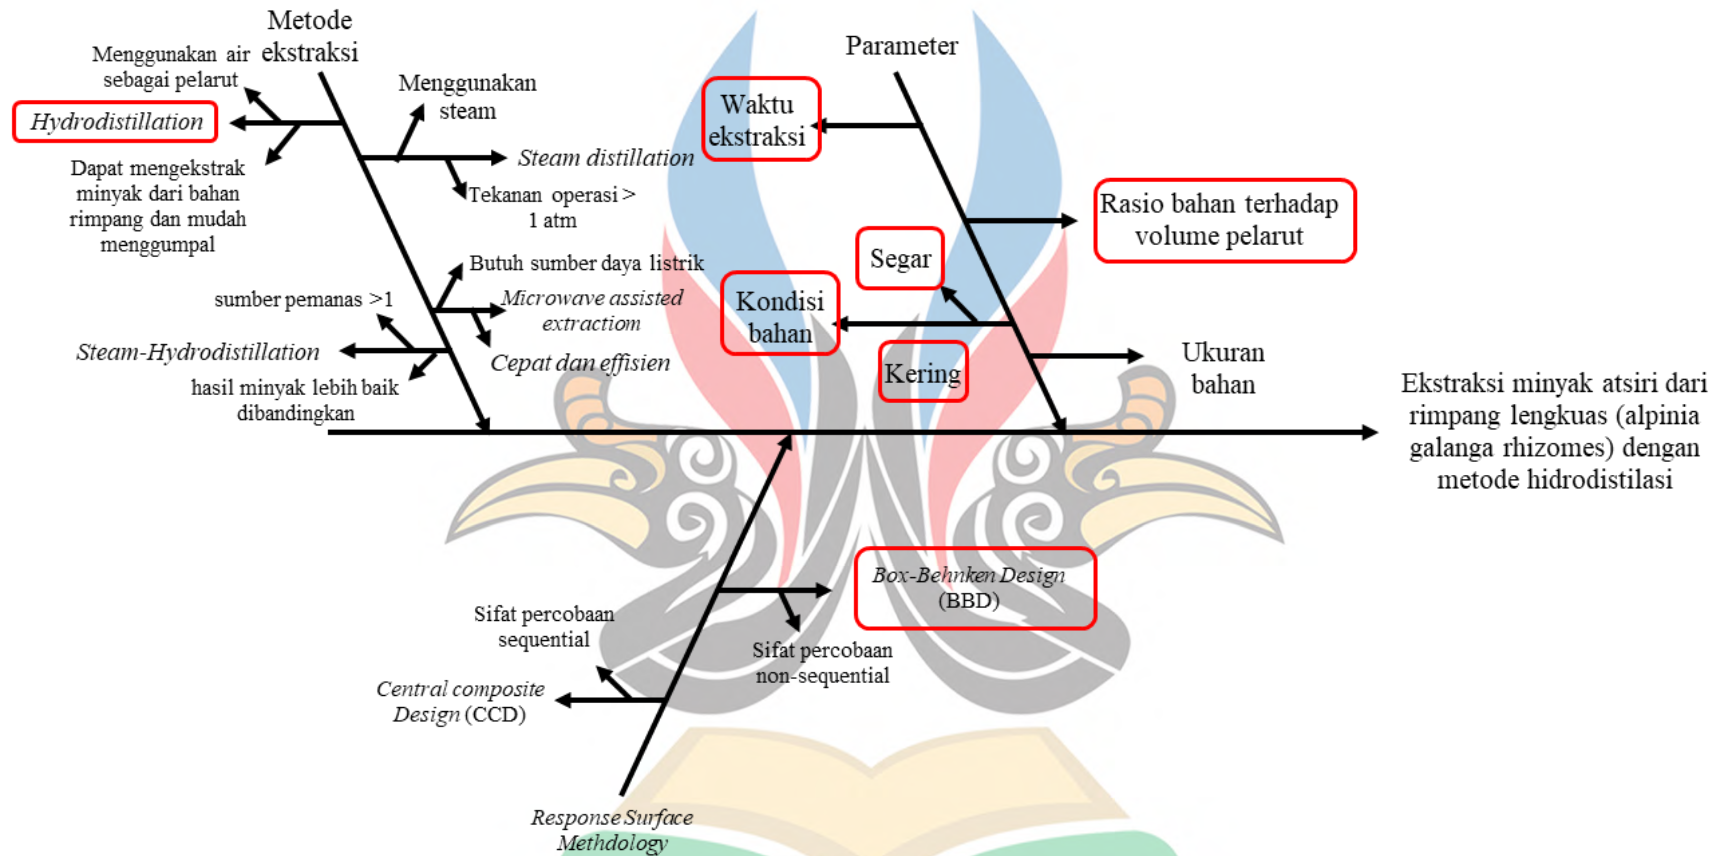 Metode
ekstraksi
Menggunakan air
sebagai pelarut
Hydrodistillation
Dapat mengekstrak
minyak dari bahan
rimpang dan mudah
menggumpal
Menggunakan
steam
Steam distillation
Tekanan operasi >
1 atm
Butuh sumber daya listrik
Microwave assisted
extractiom
Cepat dan effisien
sumber pemanas >1
Steam-Hydrodistillation
hasil minyak lebih baik
dibandingkan
Parameter
Waktu
ekstraksi
Rasio bahan terhadap
volume pelarut
Segar
Kondisi
bahan
Kering
Ukuran
bahan
Ekstraksi minyak atsiri dari
rimpang lengkuas (alpinia
galanga rhizomes) dengan
metode hidrodistilasi
Box-Behnken Design
(BBD)
Sifat percobaan
non-sequential
Sifat percobaan
sequential
Central composite
Design (CCD)
Response Surface
Methdology